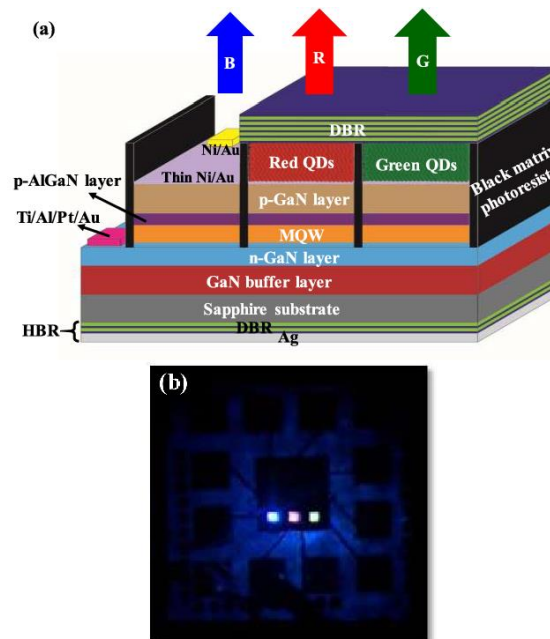 (a)
B
R
G
DBR
Ni/Au
Red QDs
Green QDs
Thin Ni/Au
p-AlGaN layer
p-GaN layer
Black matrix
photoresist
Ti/Al/Pt/Au
MQW
n-GaN layer
GaN buffer layer
Sapphire substrate
HBR
DBR
Ag
(b)